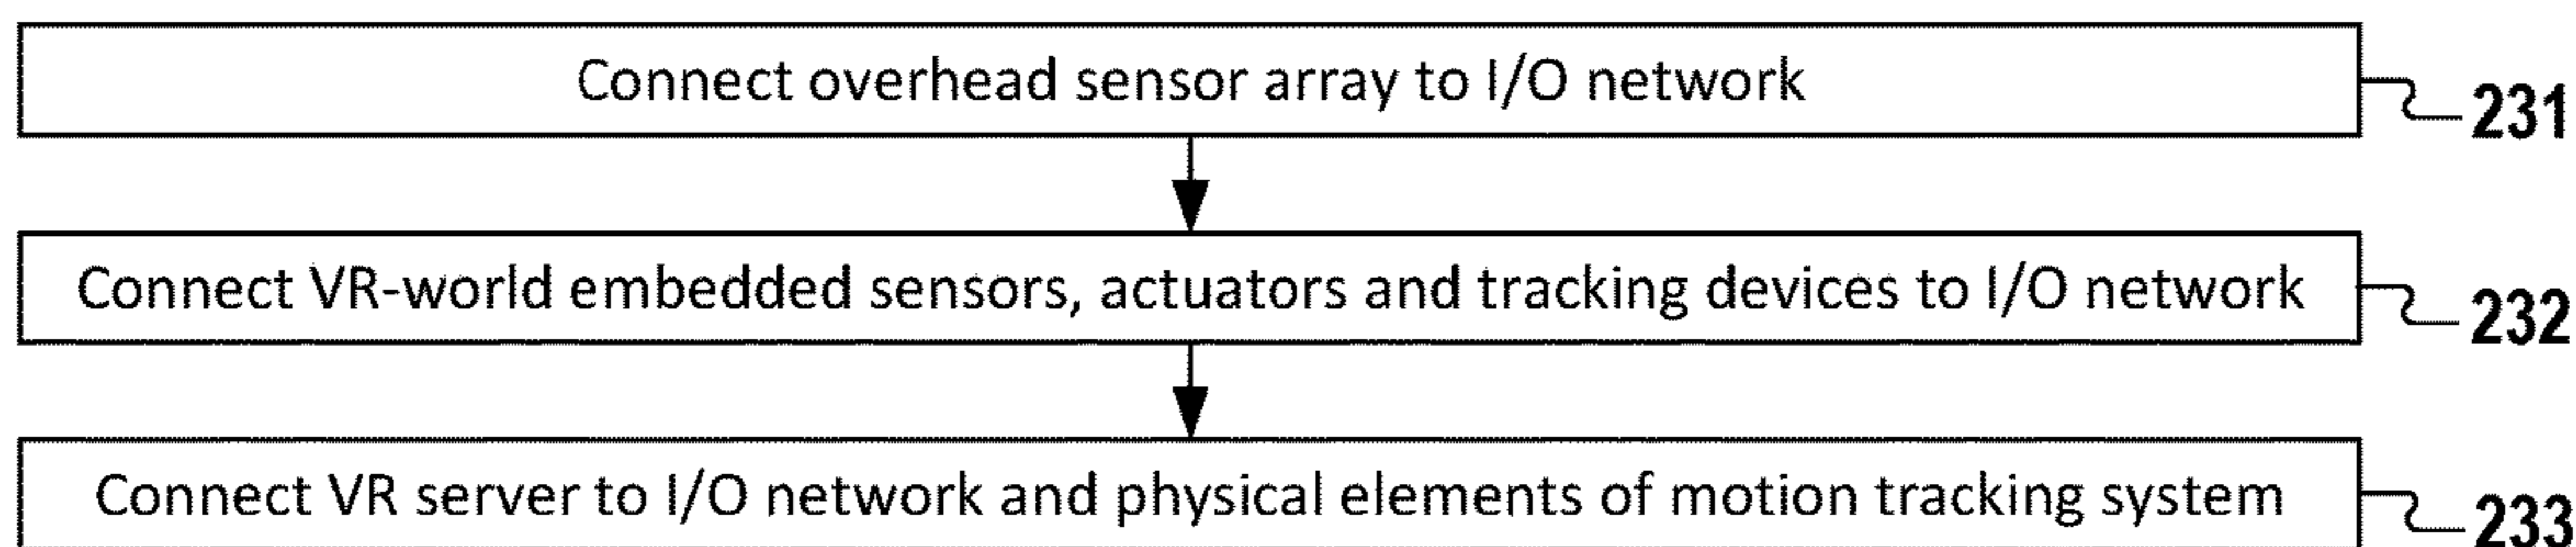 Connect overhead sensor array to I/O network
231
Connect VR-world embedded sensors, actuators and tracking devices to I/O network
232
Connect VR server to I/O network and physical elements of motion tracking system
233